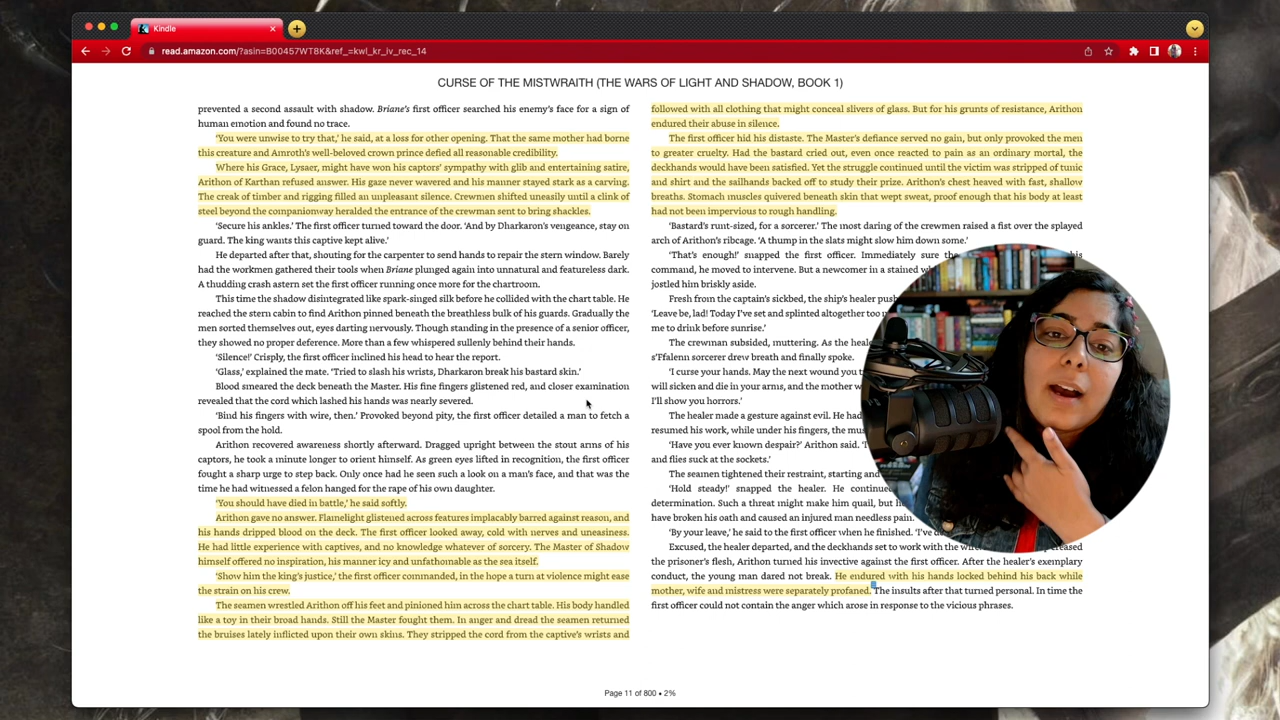 Kindle
read.amazon.com/?asin=B00457WT8K&ref_=kwl_kr_iv_rec_14
CURSE OF THE MISTWRAITH (THE WARS OF LIGHT AND SHADOW, BOOK 1)
prevented a second assault with shadow. Briane's first officer searched his enemy's face for a sign of
human emotion and found no trace.
'You were unwise to try that,' he said, at a loss for other opening. That the same mother had borne
this creature and Amroth's well-beloved crown prince defied all reasonable credibility.
Where his Grace, Lysaer, might have won his captors' sympathy with glib and entertaining satire,
Arithon of Karthan refused answer. His gaze never wavered and his manner stayed stark as a carving.
The creak of timber and rigging filled an unpleasant silence. Crewmen shifted uneasily until a clink of
steel beyond the companionway heralded the entrance of the crewman sent to bring shackles.
'Secure his ankles.' The first officer turned toward the door. 'And by Dharkaron's vengeance, stay on
guard. The king wants this captive kept alive.'
He departed after that, shouting for the carpenter to send hands to repair the stern window. Barely
had the workmen gathered their tools when Briane plunged again into unnatural and featureless dark.
A thudding crash astern set the first officer running once more for the chartroom.
This time the shadow disintegrated like spark-singed silk before he collided with the chart table. He
reached the stern cabin to find Arithon pinned beneath the breathless bulk of his guards. Gradually the
men sorted themselves out, eyes darting nervously. Though standing in the presence of a senior officer,
they showed no proper deference. More than a few whispered sullenly behind their hands.
'Silence!' Crisply, the first officer inclined his head to hear the report.
'Glass,' explained the mate. 'Tried to slash his wrists, Dharkaron break his bastard skin.'
Blood smeared the deck beneath the Master. His fine fingers glistened red, and closer examination
revealed that the cord which lashed his hands was nearly severed.
'Bind his fingers with wire, then.' Provoked beyond pity, the first officer detailed a man to fetch a
spool from the hold.
Arithon recovered awareness shortly afterward. Dragged upright between the stout arms of his
captors, he took a minute longer to orient himself. As green eyes lifted in recognition, the first officer
fought a sharp urge to step back. Only once had he seen such a look on a man's face, and that was the
time he had witnessed a felon hanged for the rape of his own daughter.
'You should have died in battle,' he said softly.
Arithon gave no answer. Flamelight glistened across features implacably barred against reason, and
his hands dripped blood on the deck. The first officer looked away, cold with nerves and uneasiness.
He had little experience with captives, and no knowledge whatever of sorcery. The Master of Shadow
himself offered no inspiration, his manner icy and unfathomable as the sea itself.
'Show him the king's justice,' the first officer commanded, in the hope a turn at violence might ease
the strain on his crew.
The seamen wrestled Arithon off his feet and pinioned him across the chart table. His body handled
like a toy in their broad hands. Still the Master fought them. In anger and dread the seamen returned
the bruises lately inflicted upon their own skins. They stripped the cord from the captive's wrists and
followed with all clothing that might conceal slivers of glass. But for his grunts of resistance, Arithon
endured their abuse in silence.
The first officer hid his distaste. The Master's defiance served no gain, but only provoked the men
to greater cruelty. Had the bastard cried out, even once reacted to pain as an ordinary mortal, the
deckhands would have been satisfied. Yet the struggle continued until the victim was stripped of tunic
and shirt and the sailhands backed off to study their prize. Arithon's chest heaved with fast, shallow
breaths. Stomach muscles quivered beneath skin that wept sweat, proof enough that his body at least
had not been impervious to rough handling.
'Bastard's runt-sized, for a sorcerer.' The most daring of the crewmen raised a fist over the splayed
arch of Arithon's ribcage. 'A thump in the slats might slow him down some.'
'That's enough!' snapped the first officer. Immediately sure the his
command, he moved to intervene. But a newcomer in a stained
jostled him briskly aside.
Fresh from the captain's sickbed, the ship's healer
'Leave be, lad! Today I've set and splinted altogether too
me to drink before sunrise.'
The crewman subsided, muttering. As the
s'Ffalenn sorcerer drew breath and finally spoke.
'I curse your hands. May the next wound you
will sicken and die in your arms, and the mother
I'll show you horrors.'
The healer made a gesture against evil. He had
resumed his work, while under his fingers, the
'Have you ever known despair?' Arithon said.
and flies suck at the sockets.'
The seamen tightened their restraint, starting and
'Hold steady!' snapped the healer. He
determination. Such a threat might make him quail, but
have broken his oath and caused an injured man needless pain.
'By your leave,' he said to the first officer when he finished.
Excused, the healer departed, and the deckhands set to work with the
the prisoner's flesh, Arithon turned his invective against the first officer. After the healer's exemplary
conduct, the young man dared not break. He endured with his hands locked behind his back while
mother, wife and mistress were separately profaned. The insults after that turned personal. In time the
first officer could not contain the anger which arose in response to the vicious phrases.
Page 11 of 800 • 2%